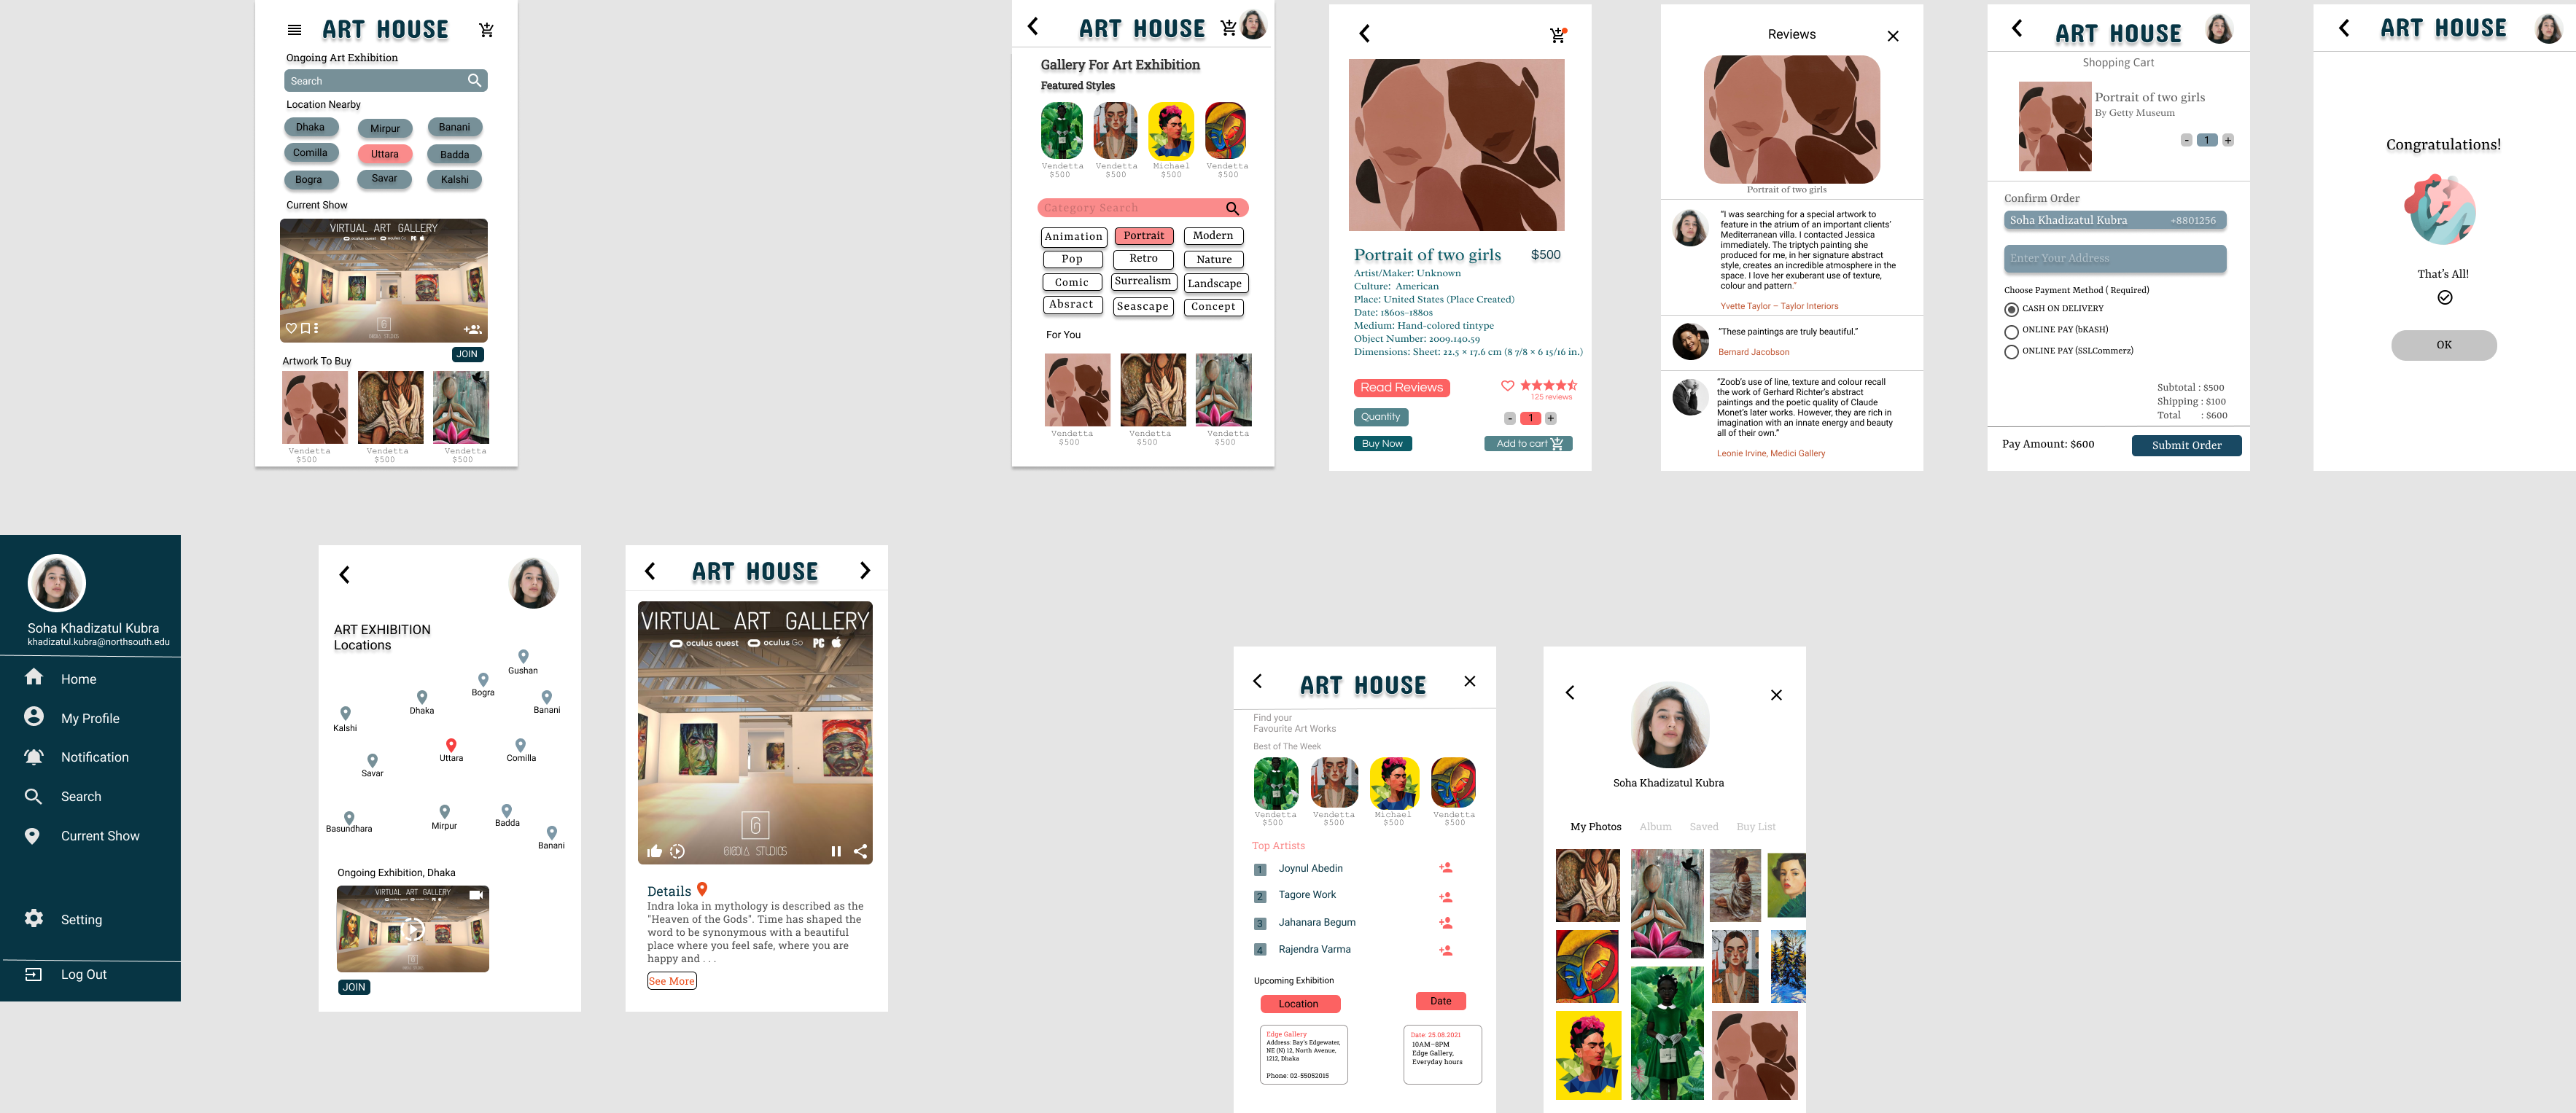 ART HOUSE
Ongoing Art Exhibition
Search
Location Nearby
Dhaka
Mirpur
Banani
Comilla
Uttara
Badda
Bogra
Savar
Kalshi
Current Show
VIRTUAL ART GALLERY
oculus quest oculus Go PC
JOIN
Artwork To Buy
Vendetta
$500
Vendetta
$500
Vendetta
$500
ART HOUSE
Gallery For Art Exhibition
Featured Styles
Vendetta
$500
Vendetta
$500
Michael
$500
Vendetta
$500
Category Search
Animation
Portrait
Modern
Pop
Retro
Nature
Comic
Surrealism
Landscape
Absract
Seascape
Concept
For You
Vendetta
$500
Vendetta
$500
Vendetta
$500
Portrait of two girls
$500
Artist/Maker: Unknown
Culture: American
Place: United States (Place Created)
Date: 1860s–1880s
Medium: Hand-colored tintype
Object Number: 2009.140.59
Dimensions: Sheet: 22.5 × 17.6 cm (8 7/8 × 6 15/16 in.)
Read Reviews
125 reviews
Quantity
- 1 +
Buy Now
Add to cart
Reviews
Portrait of two girls
"I was searching for a special artwork to
feature in the atrium of an important clients'
Mediterranean villa. I contacted Jessica
immediately. The triptych painting she
produced for me, in her signature abstract
style, creates an incredible atmosphere in the
space. I love her exuberant use of texture,
colour and pattern."
Yvette Taylor – Taylor Interiors
"These paintings are truly beautiful."
Bernard Jacobson
"Zoob's use of line, texture and colour recall
the work of Gerhard Richter's abstract
paintings and the poetic quality of Claude
Monet's later works. However, they are rich in
imagination with an innate energy and beauty
all of their own."
Leonie Irvine, Medici Gallery
ART HOUSE
Shopping Cart
Portrait of two girls
By Getty Museum
- 1 +
Confirm Order
Soha Khadizatul Kubra +8801256
Enter Your Address
Choose Payment Method ( Required)
CASH ON DELIVERY
ONLINE PAY (bKASH)
ONLINE PAY (SSLCommerz)
Subtotal : $500
Shipping : $100
Total : $600
Pay Amount: $600
Submit Order
ART HOUSE
Congratulations!
That's All!
OK
Soha Khadizatul Kubra
khadizatul.kubra@northsouth.edu
Home
My Profile
Notification
Search
Current Show
Setting
Log Out
ART EXHIBITION
Locations
Gushan
Bogra
Banani
Dhaka
Kalshi
Uttara
Comilla
Savar
Basundhara
Mirpur
Badda
Banani
Ongoing Exhibition, Dhaka
VIRTUAL ART GALLERY
JOIN
ART HOUSE
VIRTUAL ART GALLERY
oculus quest oculus Go PC
STUDIOS
Details
Indra loka in mythology is described as the
"Heaven of the Gods". Time has shaped the
word to be synonymous with a beautiful
place where you feel safe, where you are
happy and . . .
See More
ART HOUSE
Find your
Favourite Art Works
Best of The Week
Vendetta
$500
Vendetta
$500
Michael
$500
Vendetta
$500
Top Artists
1 Joynul Abedin
2 Tagore Work
3 Jahanara Begum
4 Rajendra Varma
Upcoming Exhibition
Location
Date
Edge Gallery
Address: Bay's Edgewater,
NE (N) 12, North Avenue,
1212, Dhaka
Phone: 02-55052015
Date: 25.08.2021
10AM–8PM
Edge Gallery,
Everyday hours
Soha Khadizatul Kubra
My Photos Album Saved Buy List